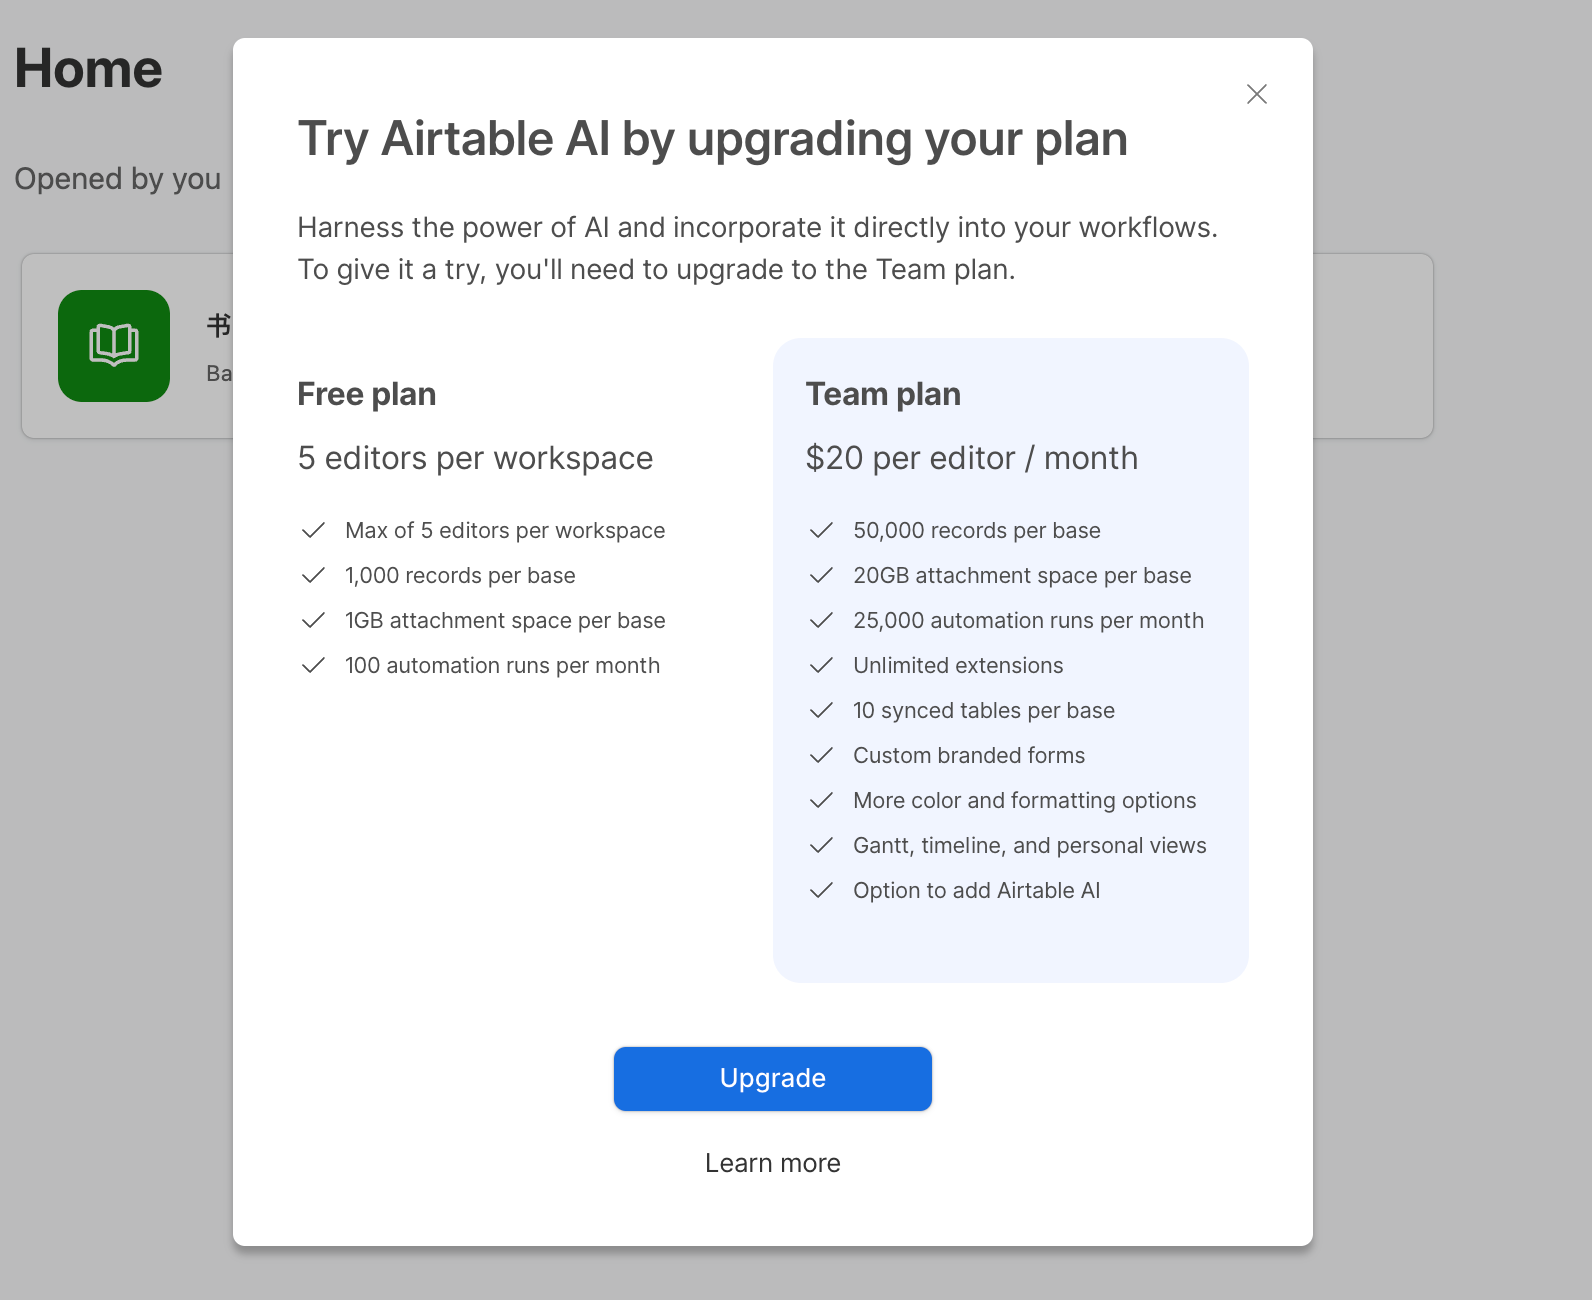 Home
Opened by you
书
Ba
Try Airtable AI by upgrading your plan
Harness the power of AI and incorporate it directly into your workflows.
To give it a try, you'll need to upgrade to the Team plan.
Free plan
5 editors per workspace
Max of 5 editors per workspace
1,000 records per base
1GB attachment space per base
100 automation runs per month
Team plan
$20 per editor / month
50,000 records per base
20GB attachment space per base
25,000 automation runs per month
Unlimited extensions
10 synced tables per base
Custom branded forms
More color and formatting options
Gantt, timeline, and personal views
Option to add Airtable AI
Upgrade
Learn more